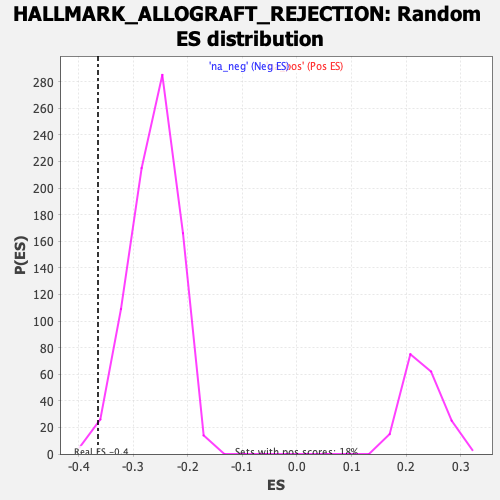 HALLMARK_ALLOGRAFT_REJECTION: Random
ES distribution
'na_neg' (Neg ES) pos' (Pos ES)
280
260
240
220
200
180
160
140
120
100
80
60
40
20
0
P(ES)
Real ES -0.4
Sets with pos scores: 18%
-0.4 -0.3 -0.2 -0.1 0.0 0.1 0.2 0.3
ES